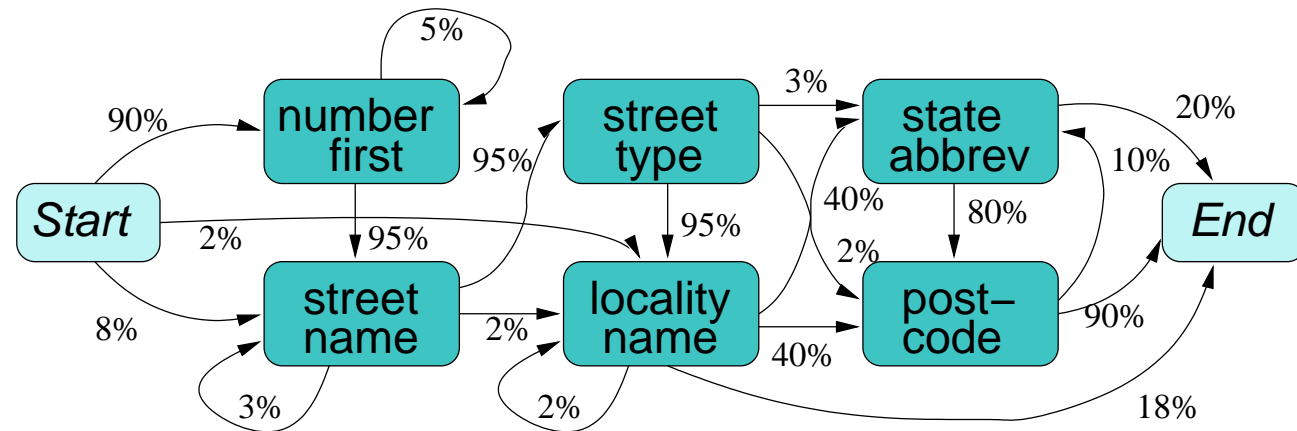 5%
number
first
street
type
3%
state
abbrev
20%
90%
95%
10%
Start
2%
95%
95%
40%
80%
End
8%
street
name
2%
locality
name
2%
40%
post–
code
90%
3%
2%
18%